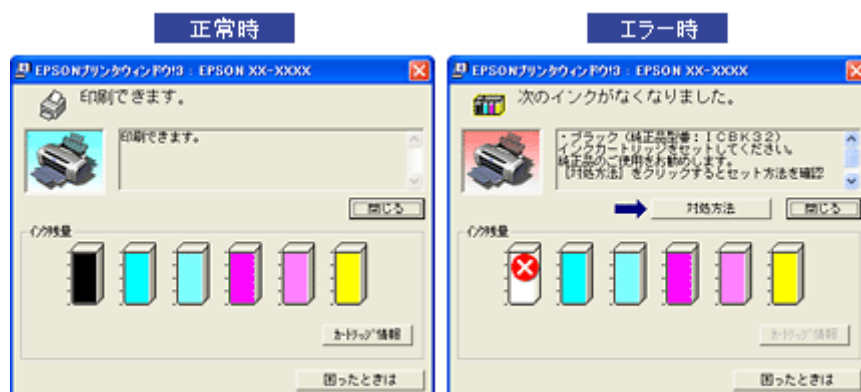 正常時
EPSONプリンタウィンドウ!3 : EPSON XX-XXXX
印刷できます。
印刷できます。
閉じる
インク残量
カートリッジ情報
困ったときは
エラー時
EPSONプリンタウィンドウ!3 : EPSON XX-XXXX
次のインクがなくなりました。
・ブラック（純正品型番：ICBK32）
インクカートリッジをセットしてください。
純正品のご使用をお勧めします。
［対処方法］をクリックするとセット方法を確認
対処方法
閉じる
インク残量
カートリッジ情報
困ったときは